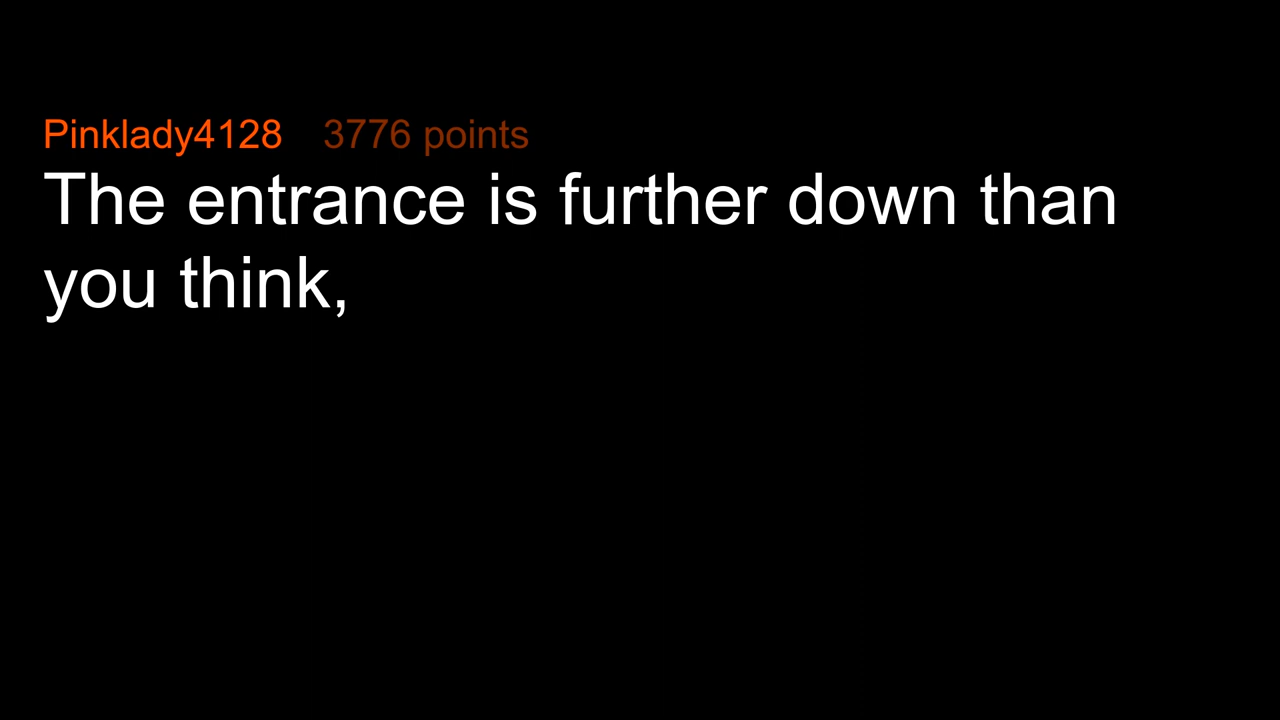 Pinklady4128 3776 points
The entrance is further down than
you think,